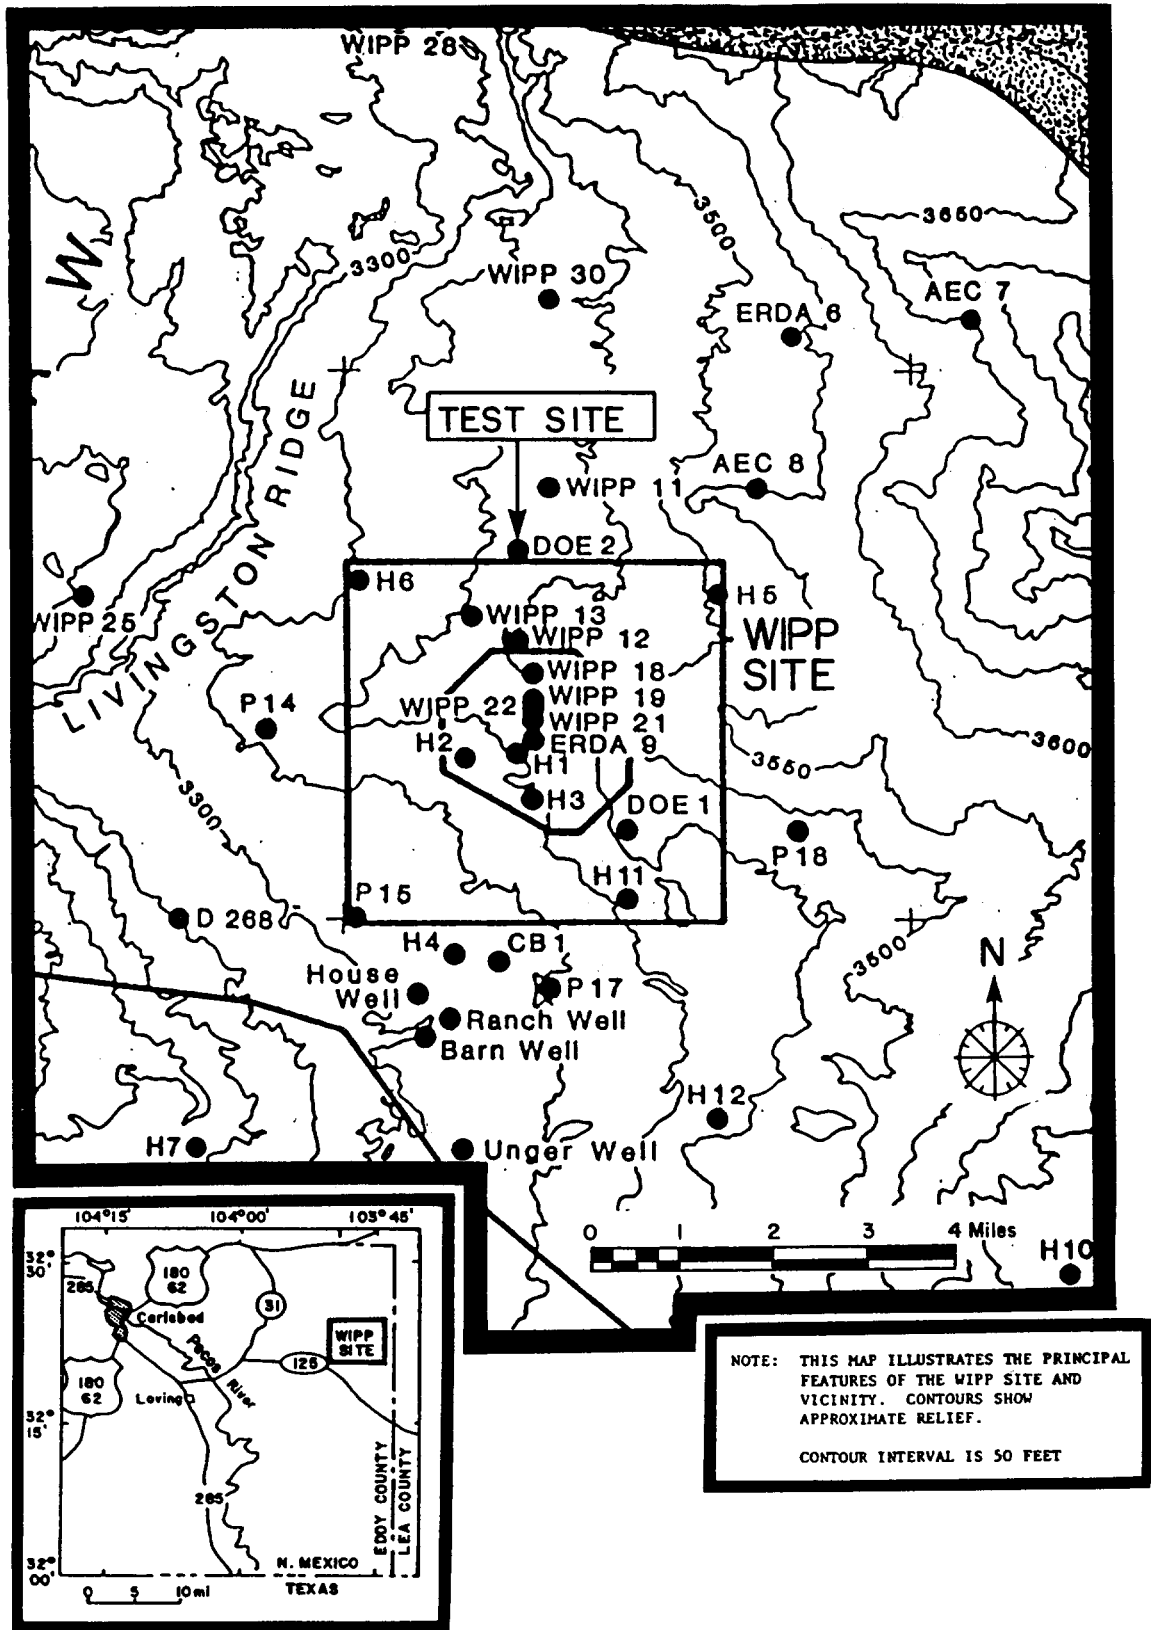 WIPP 28
W
3500
3650
3300
WIPP 30
AEC 7
ERDA 6
TEST SITE
AEC 8
WIPP 11
DOE 2
LIVINGSTON RIDGE
H6
H5
WIPP 25
WIPP 13
WIPP 12
WIPP
SITE
WIPP 18
P14
WIPP 22
WIPP 19
WIPP 21
H2
ERDA 9
H1
3600
3550
3300
H3
DOE 1
P18
H11
P15
D 268
H4
CB1
3500
N
House
Well
P17
Ranch Well
Barn Well
H12
H7
Unger Well
0 1 2 3 4 Miles
H10
104°15' 104°00' 103°45'
32°
30'
285
180
62
31
Carlsbad
WIPP
SITE
Pecos River
125
180
62
Loving
32°
15'
285
EDDY COUNTY
LEA COUNTY
32°
00'
N. MEXICO
TEXAS
0 5 10 mi
NOTE: THIS MAP ILLUSTRATES THE PRINCIPAL
FEATURES OF THE WIPP SITE AND
VICINITY. CONTOURS SHOW
APPROXIMATE RELIEF.
CONTOUR INTERVAL IS 50 FEET